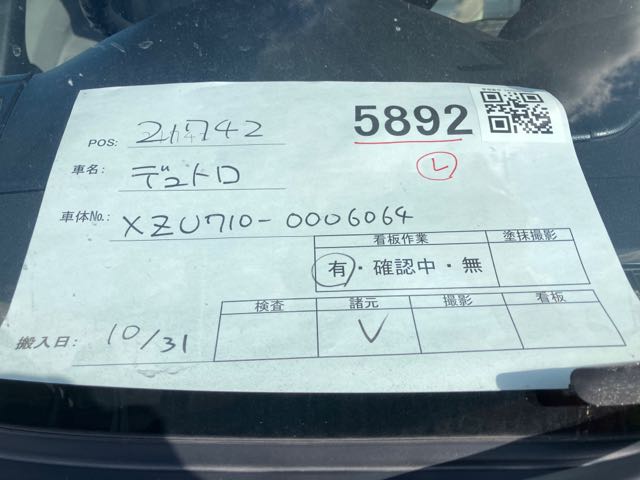 5892
POS:
Ⓛ
車名: デュトロ
車体No.: XZU710-0006064
看板作業 塗抹撮影
有・確認中・無
検査 諸元 撮影 看板
搬入日: 10/31 V